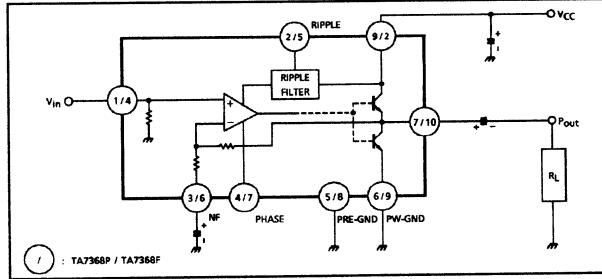 RIPPLE
2/5
9/2
VCC
+
-
RIPPLE
FILTER
Vin
1/4
+
-
7/10
+ -
Pout
RL
3/6
NF
4/7
PHASE
5/8
PRE-GND
6/9
PW-GND
+
-
/ : TA7368P / TA7368F